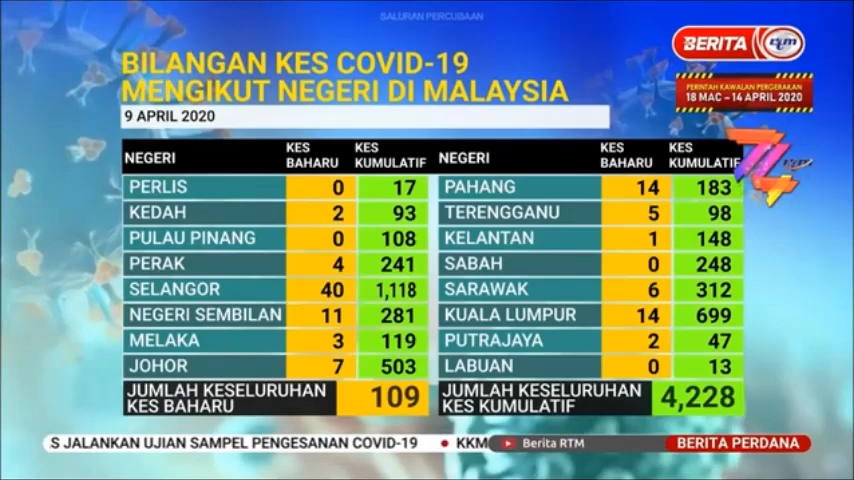 SALURAN PERCUBAAN
BERITA rtm
BILANGAN KES COVID-19
MENGIKUT NEGERI DI MALAYSIA
PERINTAH KAWALAN PERGERAKAN
18 MAC – 14 APRIL 2020
9 APRIL 2020
NEGERI KES BAHARU KES KUMULATIF NEGERI KES BAHARU KES KUMULATIF
PERLIS 0 17 PAHANG 14 183
KEDAH 2 93 TERENGGANU 5 98
PULAU PINANG 0 108 KELANTAN 1 148
PERAK 4 241 SABAH 0 248
SELANGOR 40 1,118 SARAWAK 6 312
NEGERI SEMBILAN 11 281 KUALA LUMPUR 14 699
MELAKA 3 119 PUTRAJAYA 2 47
JOHOR 7 503 LABUAN 0 13
JUMLAH KESELURUHAN
KES BAHARU 109
JUMLAH KESELURUHAN
KES KUMULATIF 4,228
S JALANKAN UJIAN SAMPEL PENGESANAN COVID-19 • KKM Berita RTM BERITA PERDANA